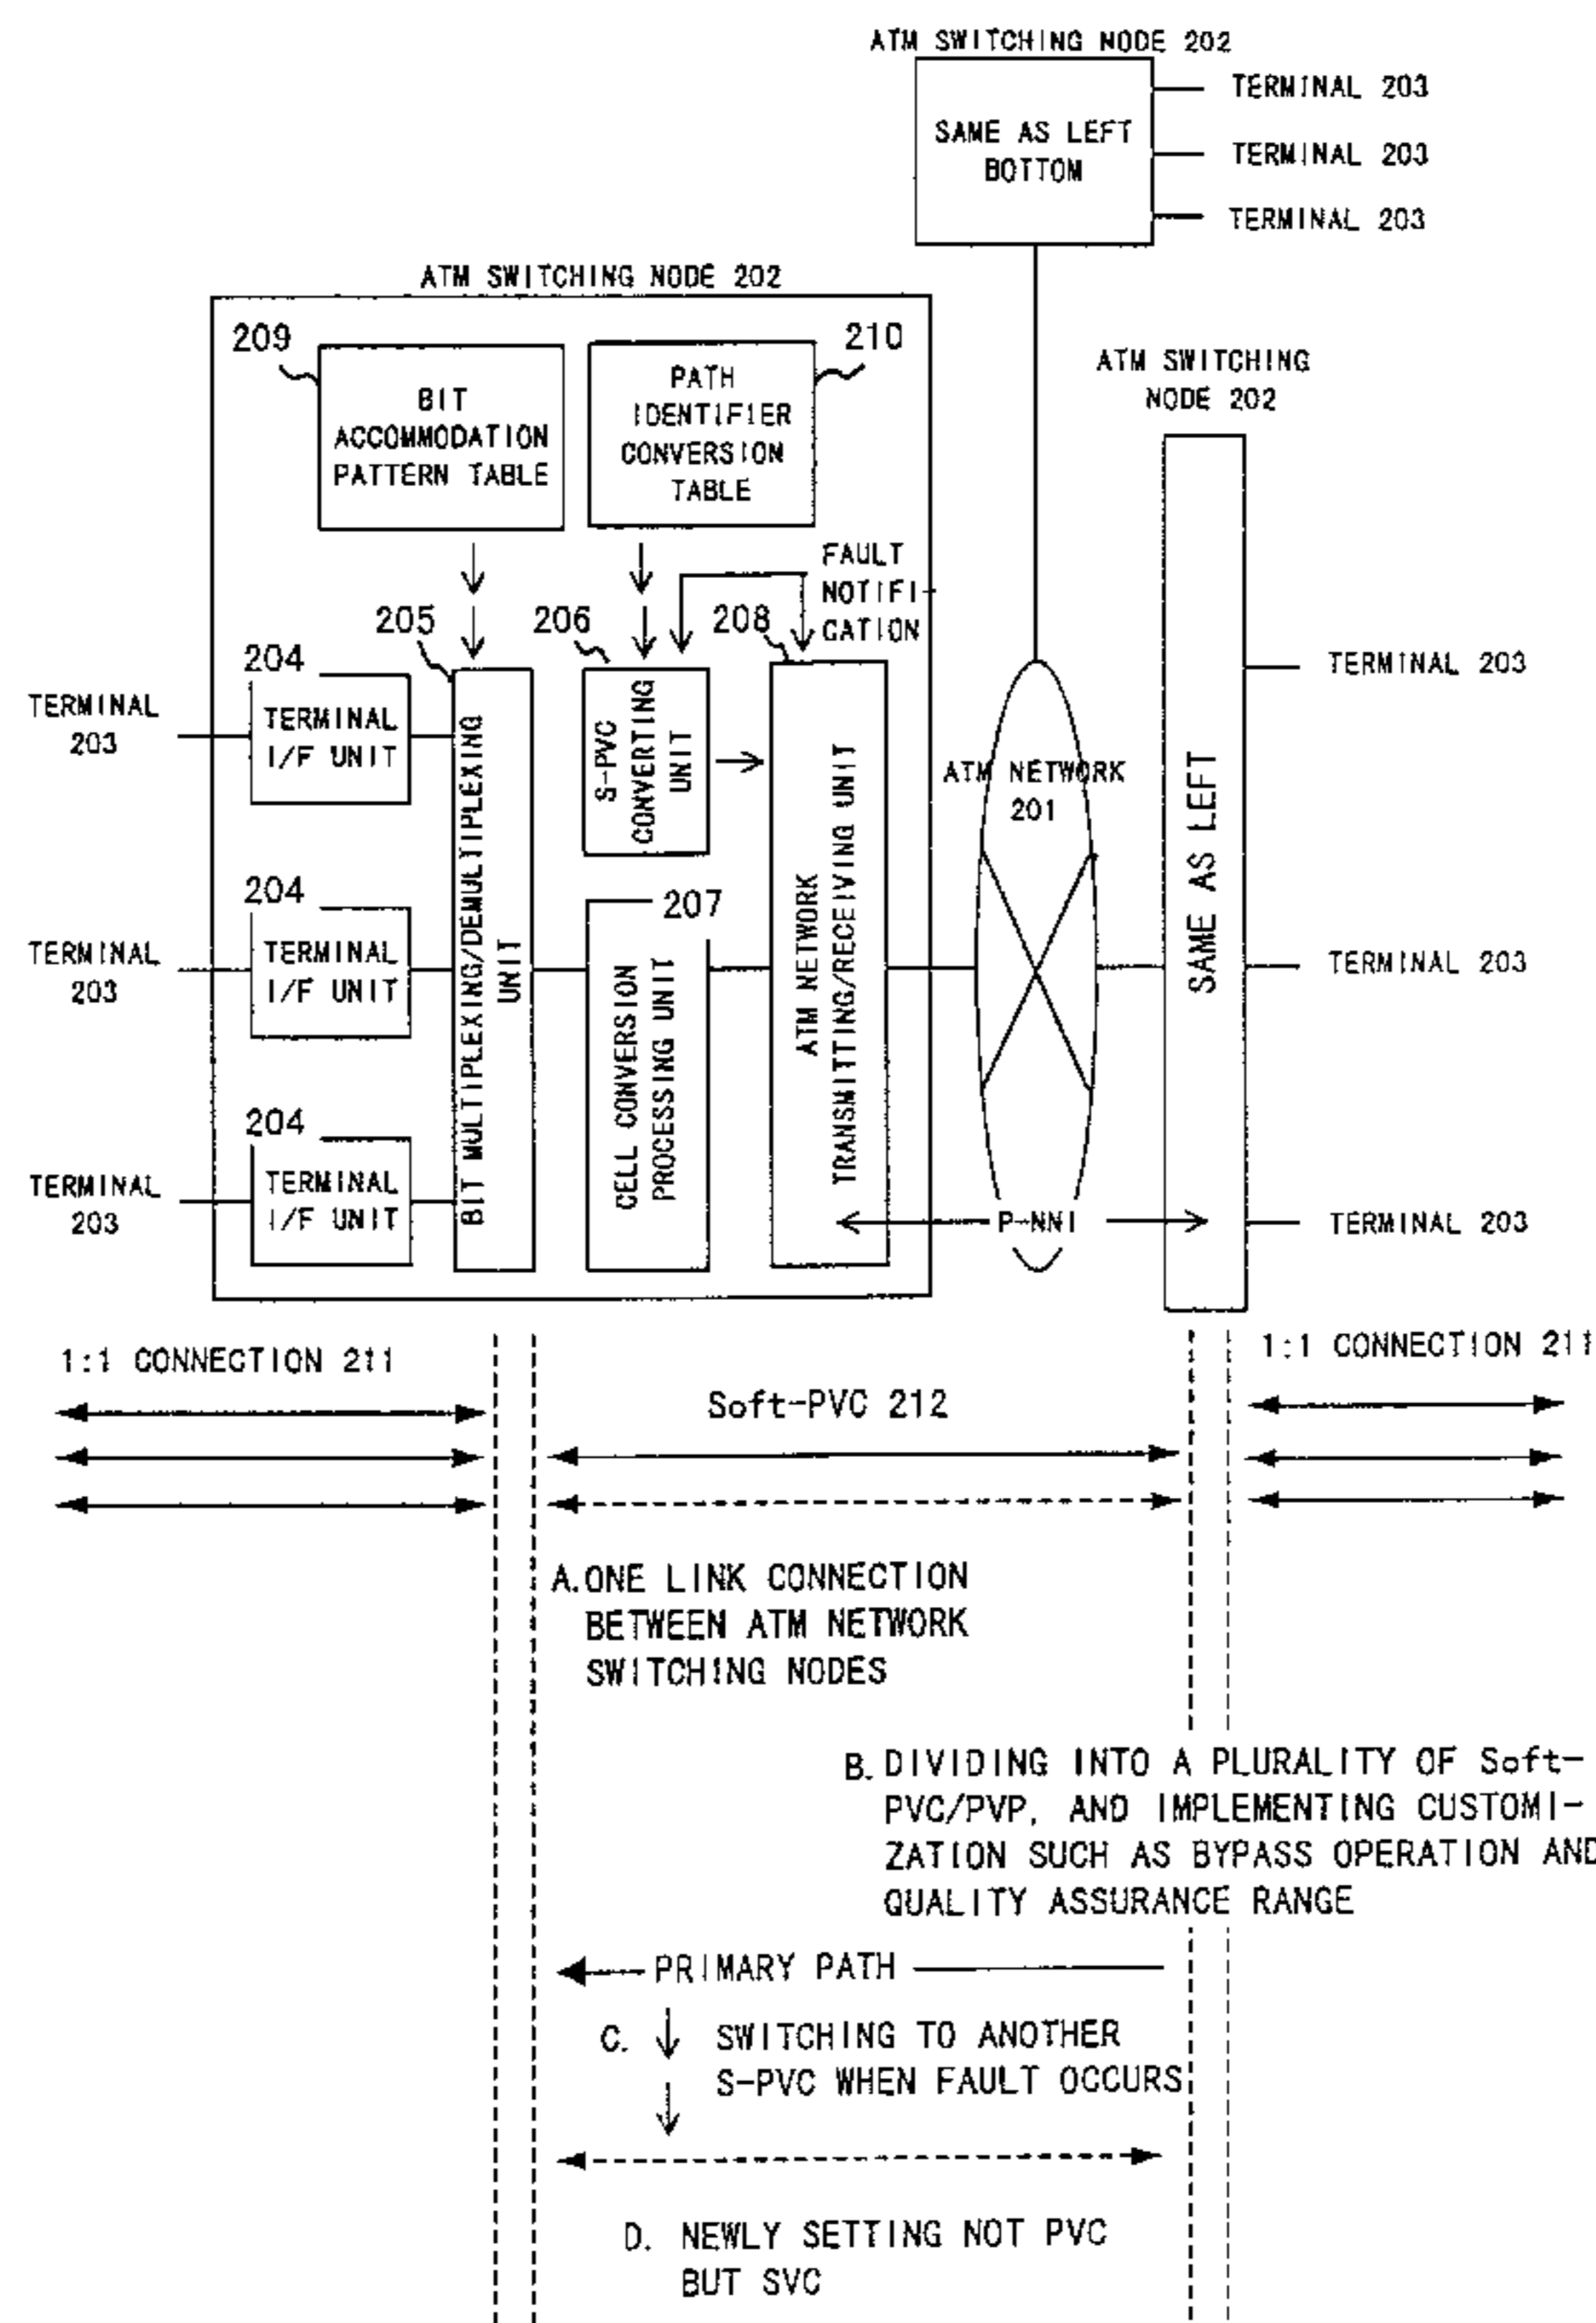 ATM SWITCHING NODE 202
SAME AS LEFT
BOTTOM
TERMINAL 203
TERMINAL 203
TERMINAL 203
ATM SWITCHING NODE 202
209
BIT
ACCOMMODATION
PATTERN TABLE
210
PATH
IDENTIFIER
CONVERSION
TABLE
ATM SWITCHING
NODE 202
FAULT
NOTIFI-
CATION
205
206
208
204
TERMINAL
203
TERMINAL
I/F UNIT
204
TERMINAL
203
TERMINAL
I/F UNIT
204
TERMINAL
203
TERMINAL
I/F UNIT
BIT MULTIPLEXING/DEMULTIPLEXING
UNIT
S-PVC
CONVERTING
UNIT
207
CELL CONVERSION
PROCESSING UNIT
ATM NETWORK
TRANSMITTING/RECEIVING UNIT
ATM NETWORK
201
P-NNI
SAME AS LEFT
TERMINAL 203
TERMINAL 203
TERMINAL 203
1:1 CONNECTION 211
Soft-PVC 212
1:1 CONNECTION 211
A.ONE LINK CONNECTION
BETWEEN ATM NETWORK
SWITCHING NODES
B. DIVIDING INTO A PLURALITY OF Soft-
PVC/PVP, AND IMPLEMENTING CUSTOMI-
ZATION SUCH AS BYPASS OPERATION AND
QUALITY ASSURANCE RANGE
PRIMARY PATH
C. SWITCHING TO ANOTHER
S-PVC WHEN FAULT OCCURS
D. NEWLY SETTING NOT PVC
BUT SVC